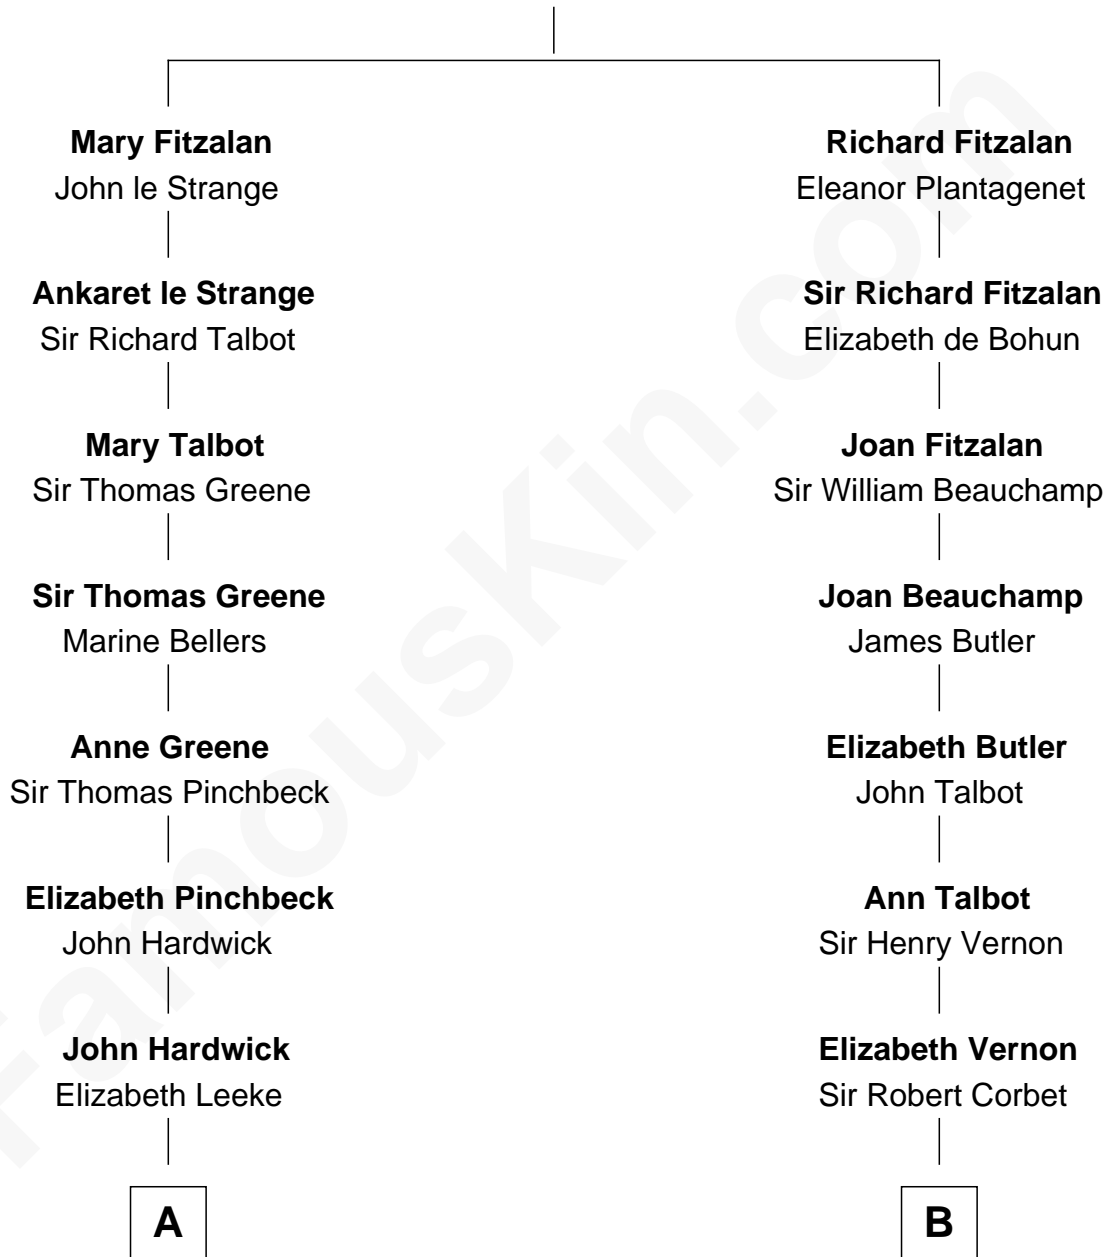 Mary Fitzalan
John le Strange
Ankaret le Strange
Sir Richard Talbot
Mary Talbot
Sir Thomas Greene
Sir Thomas Greene
Marine Bellers
Anne Greene
Sir Thomas Pinchbeck
Elizabeth Pinchbeck
John Hardwick
John Hardwick
Elizabeth Leeke
A
Richard Fitzalan
Eleanor Plantagenet
Sir Richard Fitzalan
Elizabeth de Bohun
Joan Fitzalan
Sir William Beauchamp
Joan Beauchamp
James Butler
Elizabeth Butler
John Talbot
Ann Talbot
Sir Henry Vernon
Elizabeth Vernon
Sir Robert Corbet
B
FamousKin.com